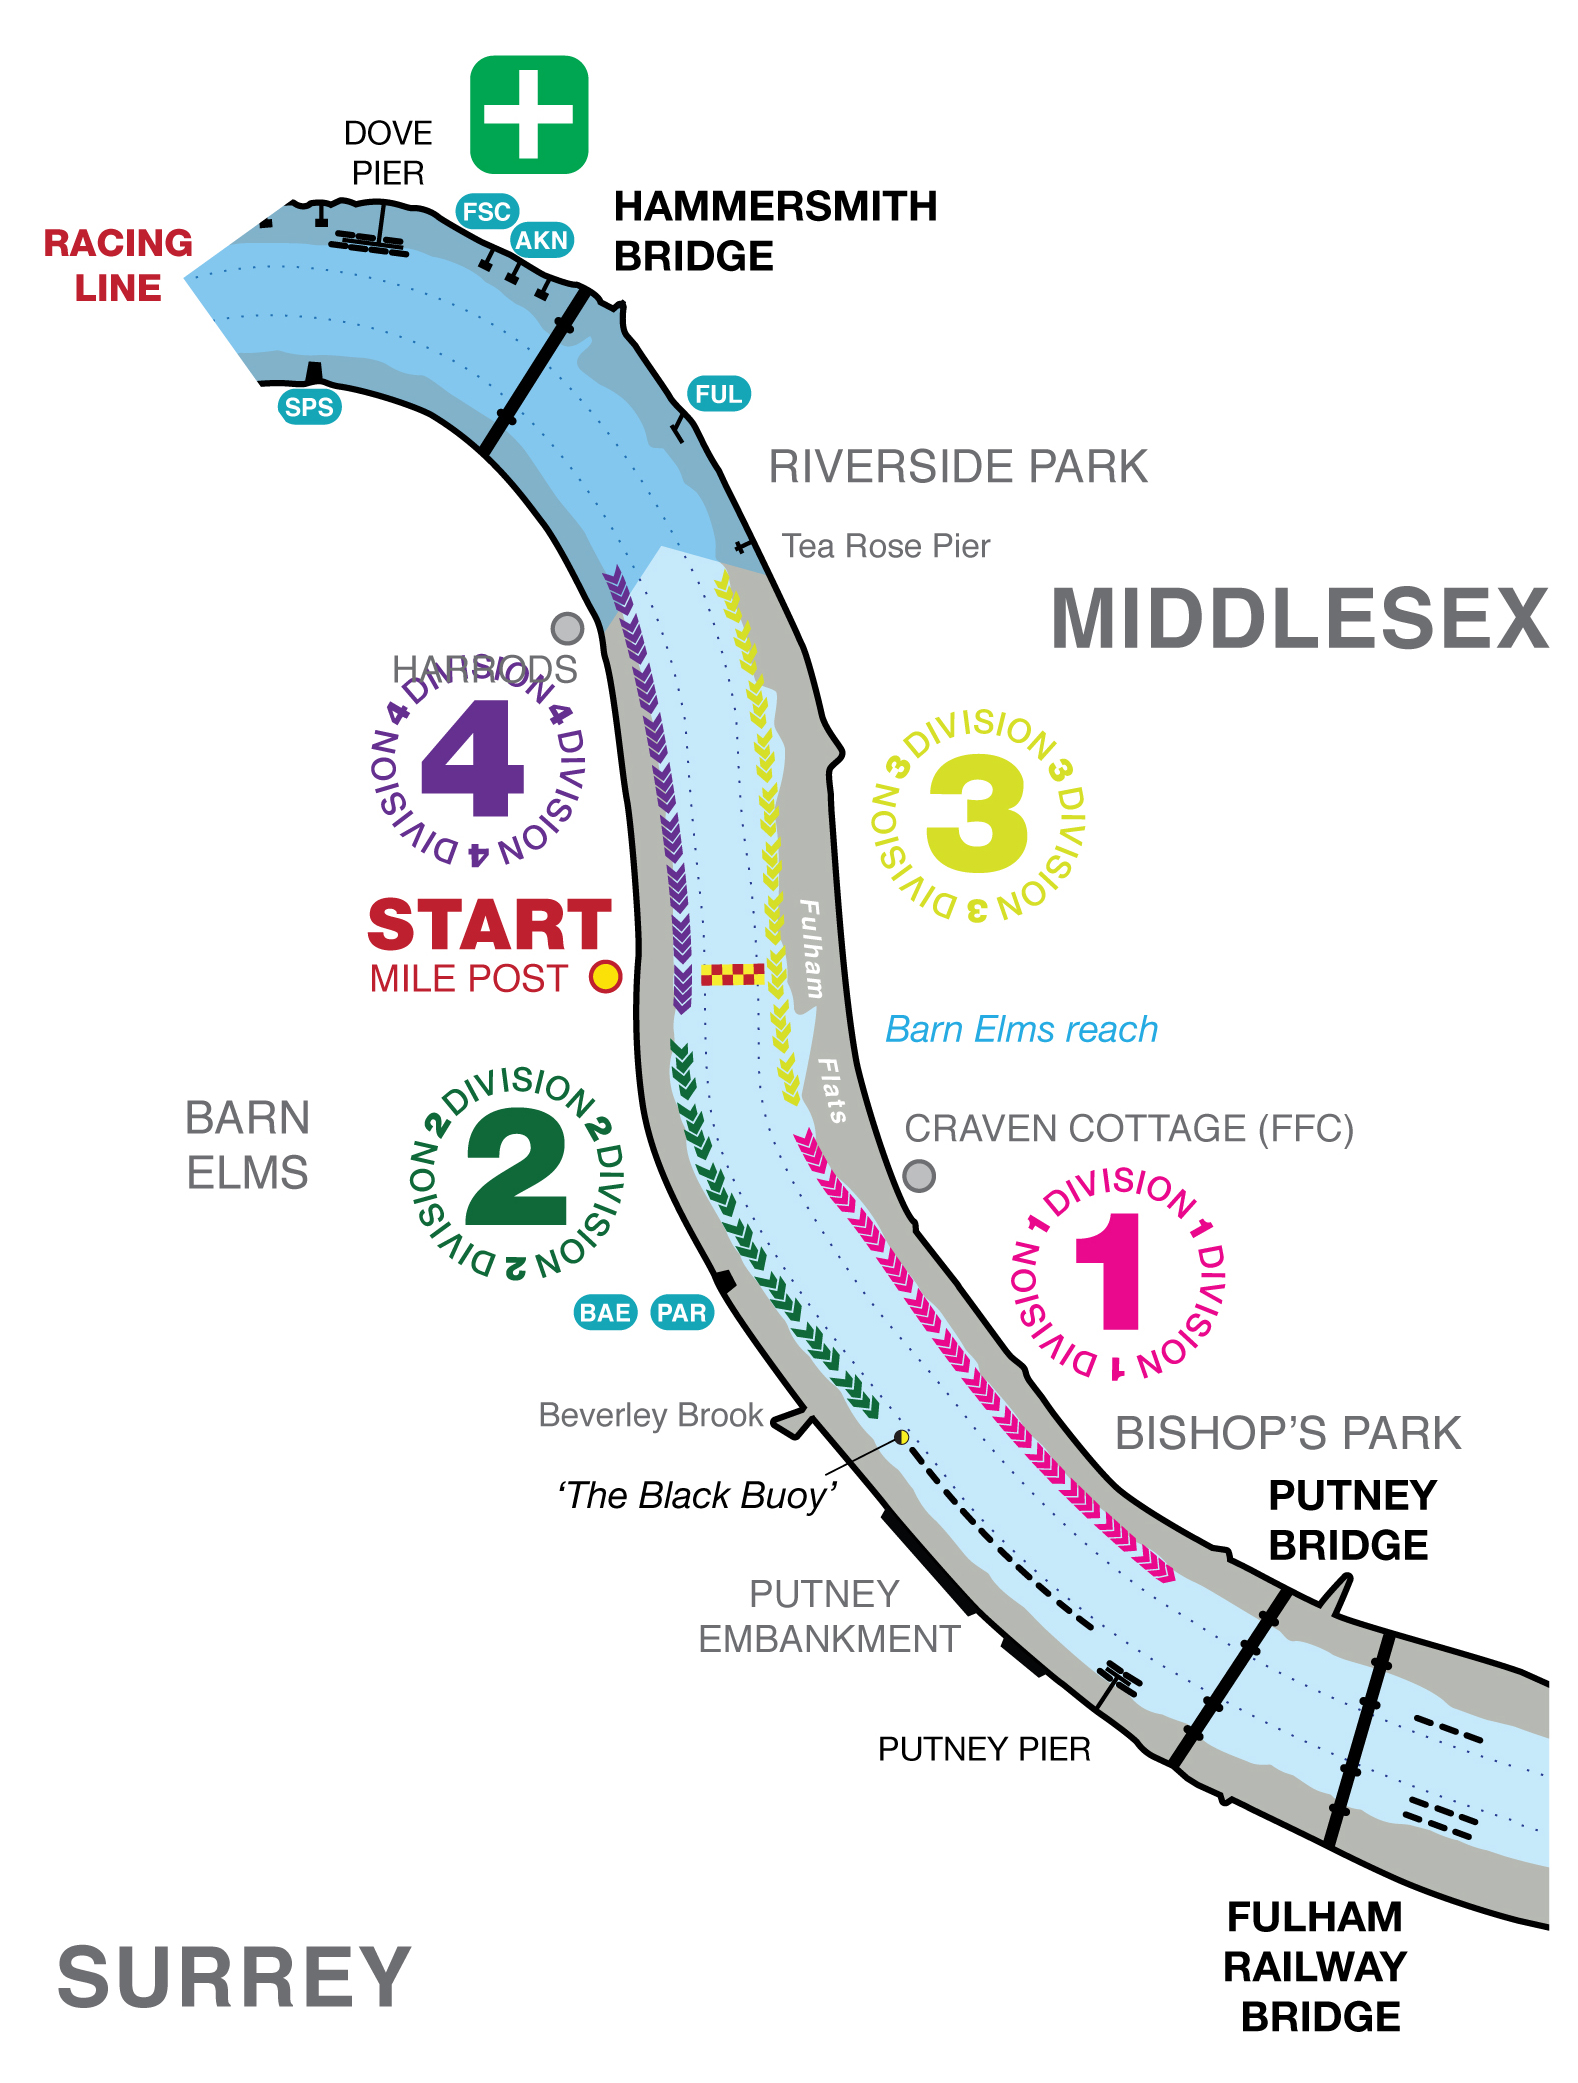 DOVE
PIER
FSC
AKN
HAMMERSMITH
BRIDGE
RACING
LINE
SPS
FUL
RIVERSIDE PARK
Tea Rose Pier
MIDDLESEX
HARRODS
4 DIVISION 4 DIVISION 4 DIVISION
4
3 DIVISION 3 DIVISION 3 DIVISION
3
START
MILE POST
Fulham
Flats
Barn Elms reach
BARN
ELMS
2 DIVISION 2 DIVISION 2 DIVISION
2
CRAVEN COTTAGE (FFC)
1 DIVISION 1 DIVISION 1 DIVISION
1
BAE
PAR
Beverley Brook
‘The Black Buoy’
BISHOP’S PARK
PUTNEY
BRIDGE
PUTNEY
EMBANKMENT
PUTNEY PIER
FULHAM
RAILWAY
BRIDGE
SURREY